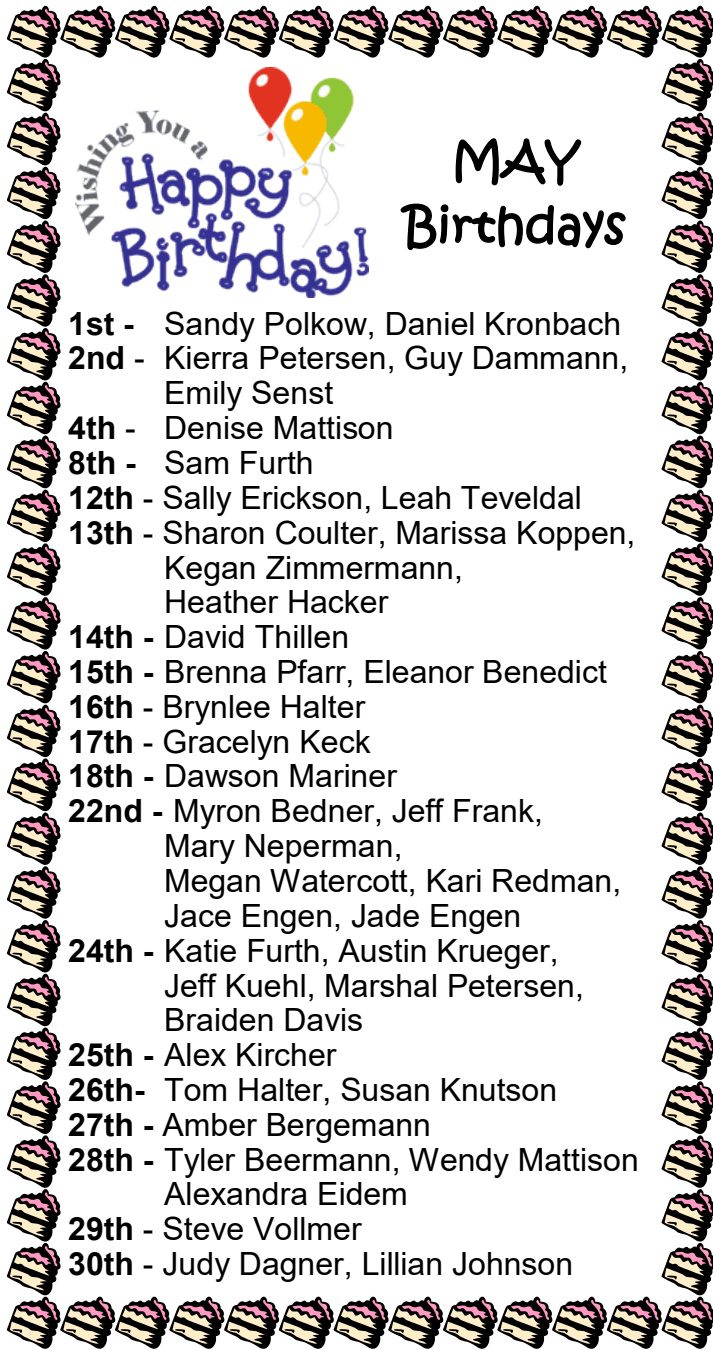 Wishing You a
Happy
Birthday!
MAY
Birthdays
1st - Sandy Polkow, Daniel Kronbach
2nd - Kierra Petersen, Guy Dammann,
Emily Senst
4th - Denise Mattison
8th - Sam Furth
12th - Sally Erickson, Leah Teveldal
13th - Sharon Coulter, Marissa Koppen,
Kegan Zimmermann,
Heather Hacker
14th - David Thillen
15th - Brenna Pfarr, Eleanor Benedict
16th - Brynlee Halter
17th - Gracelyn Keck
18th - Dawson Mariner
22nd - Myron Bedner, Jeff Frank,
Mary Neperman,
Megan Watercott, Kari Redman,
Jace Engen, Jade Engen
24th - Katie Furth, Austin Krueger,
Jeff Kuehl, Marshal Petersen,
Braiden Davis
25th - Alex Kircher
26th- Tom Halter, Susan Knutson
27th - Amber Bergemann
28th - Tyler Beermann, Wendy Mattison
Alexandra Eidem
29th - Steve Vollmer
30th - Judy Dagner, Lillian Johnson